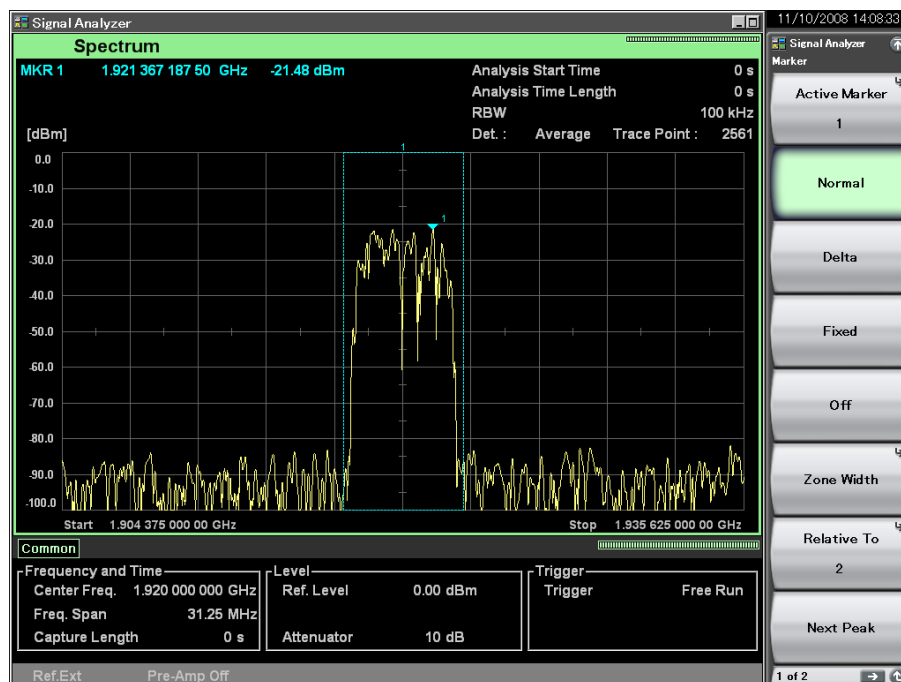 Signal Analyzer
11/10/2008 14:08:33
Spectrum
MKR 1 1.921 367 187 50 GHz -21.48 dBm
Analysis Start Time 0 s
Analysis Time Length 0 s
RBW 100 kHz
Det. : Average Trace Point : 2561
[dBm]
1
0.0
-10.0
-20.0
1
-30.0
-40.0
-50.0
-60.0
-70.0
-80.0
-90.0
-100.0
Start 1.904 375 000 00 GHz
Stop 1.935 625 000 00 GHz
Common
Frequency and Time
Center Freq. 1.920 000 000 GHz
Freq. Span 31.25 MHz
Capture Length 0 s
Level
Ref. Level 0.00 dBm
Attenuator 10 dB
Trigger
Trigger Free Run
Ref.Ext Pre-Amp Off
Signal Analyzer
Marker
Active Marker
1
Normal
Delta
Fixed
Off
Zone Width
Relative To
2
Next Peak
1 of 2